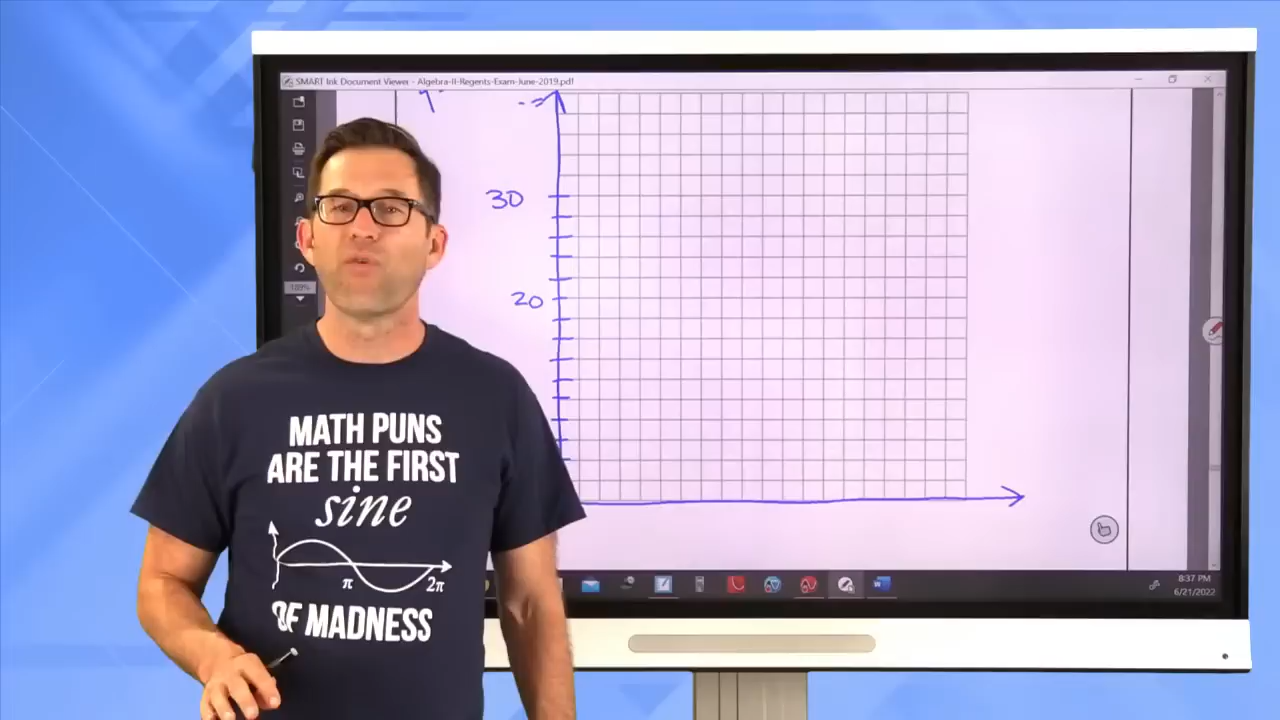 SMART Ink Document Viewer - Algebra-II-Regents-Exam-June-2019.pdf
30
20
189%
MATH PUNS
ARE THE FIRST
sine
π
2π
OF MADNESS
8:37 PM
6/21/2022